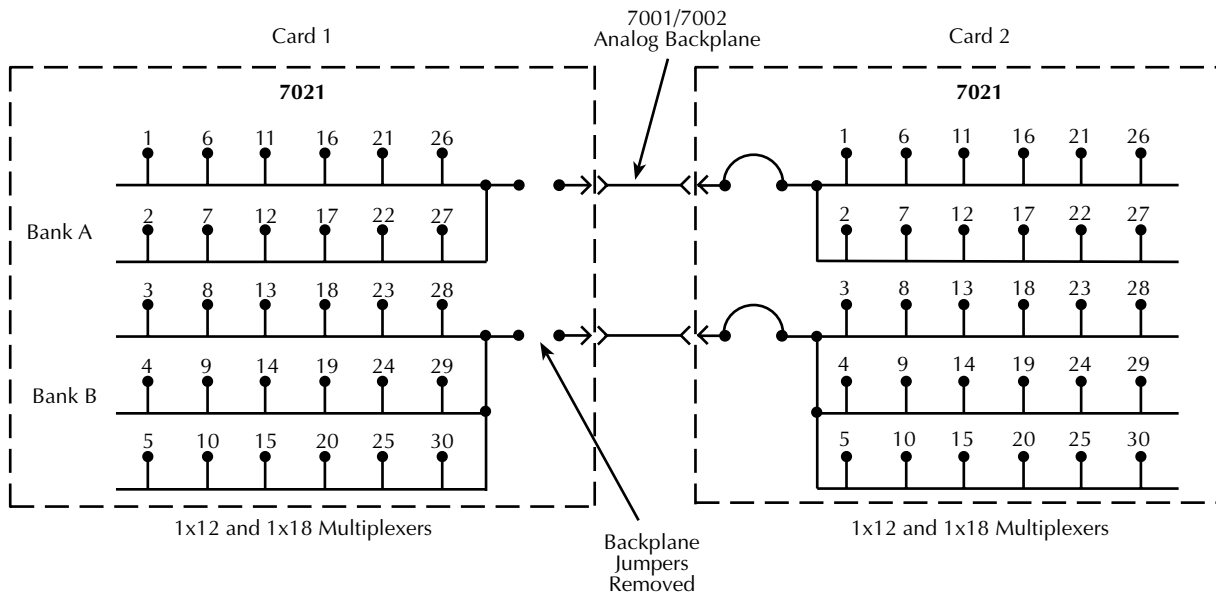 7001/7002
Analog Backplane
Card 1
Card 2
7021
7021
1 6 11 16 21 26
1 6 11 16 21 26
Bank A
2 7 12 17 22 27
2 7 12 17 22 27
3 8 13 18 23 28
3 8 13 18 23 28
Bank B
4 9 14 19 24 29
4 9 14 19 24 29
5 10 15 20 25 30
5 10 15 20 25 30
1x12 and 1x18 Multiplexers
1x12 and 1x18 Multiplexers
Backplane
Jumpers
Removed